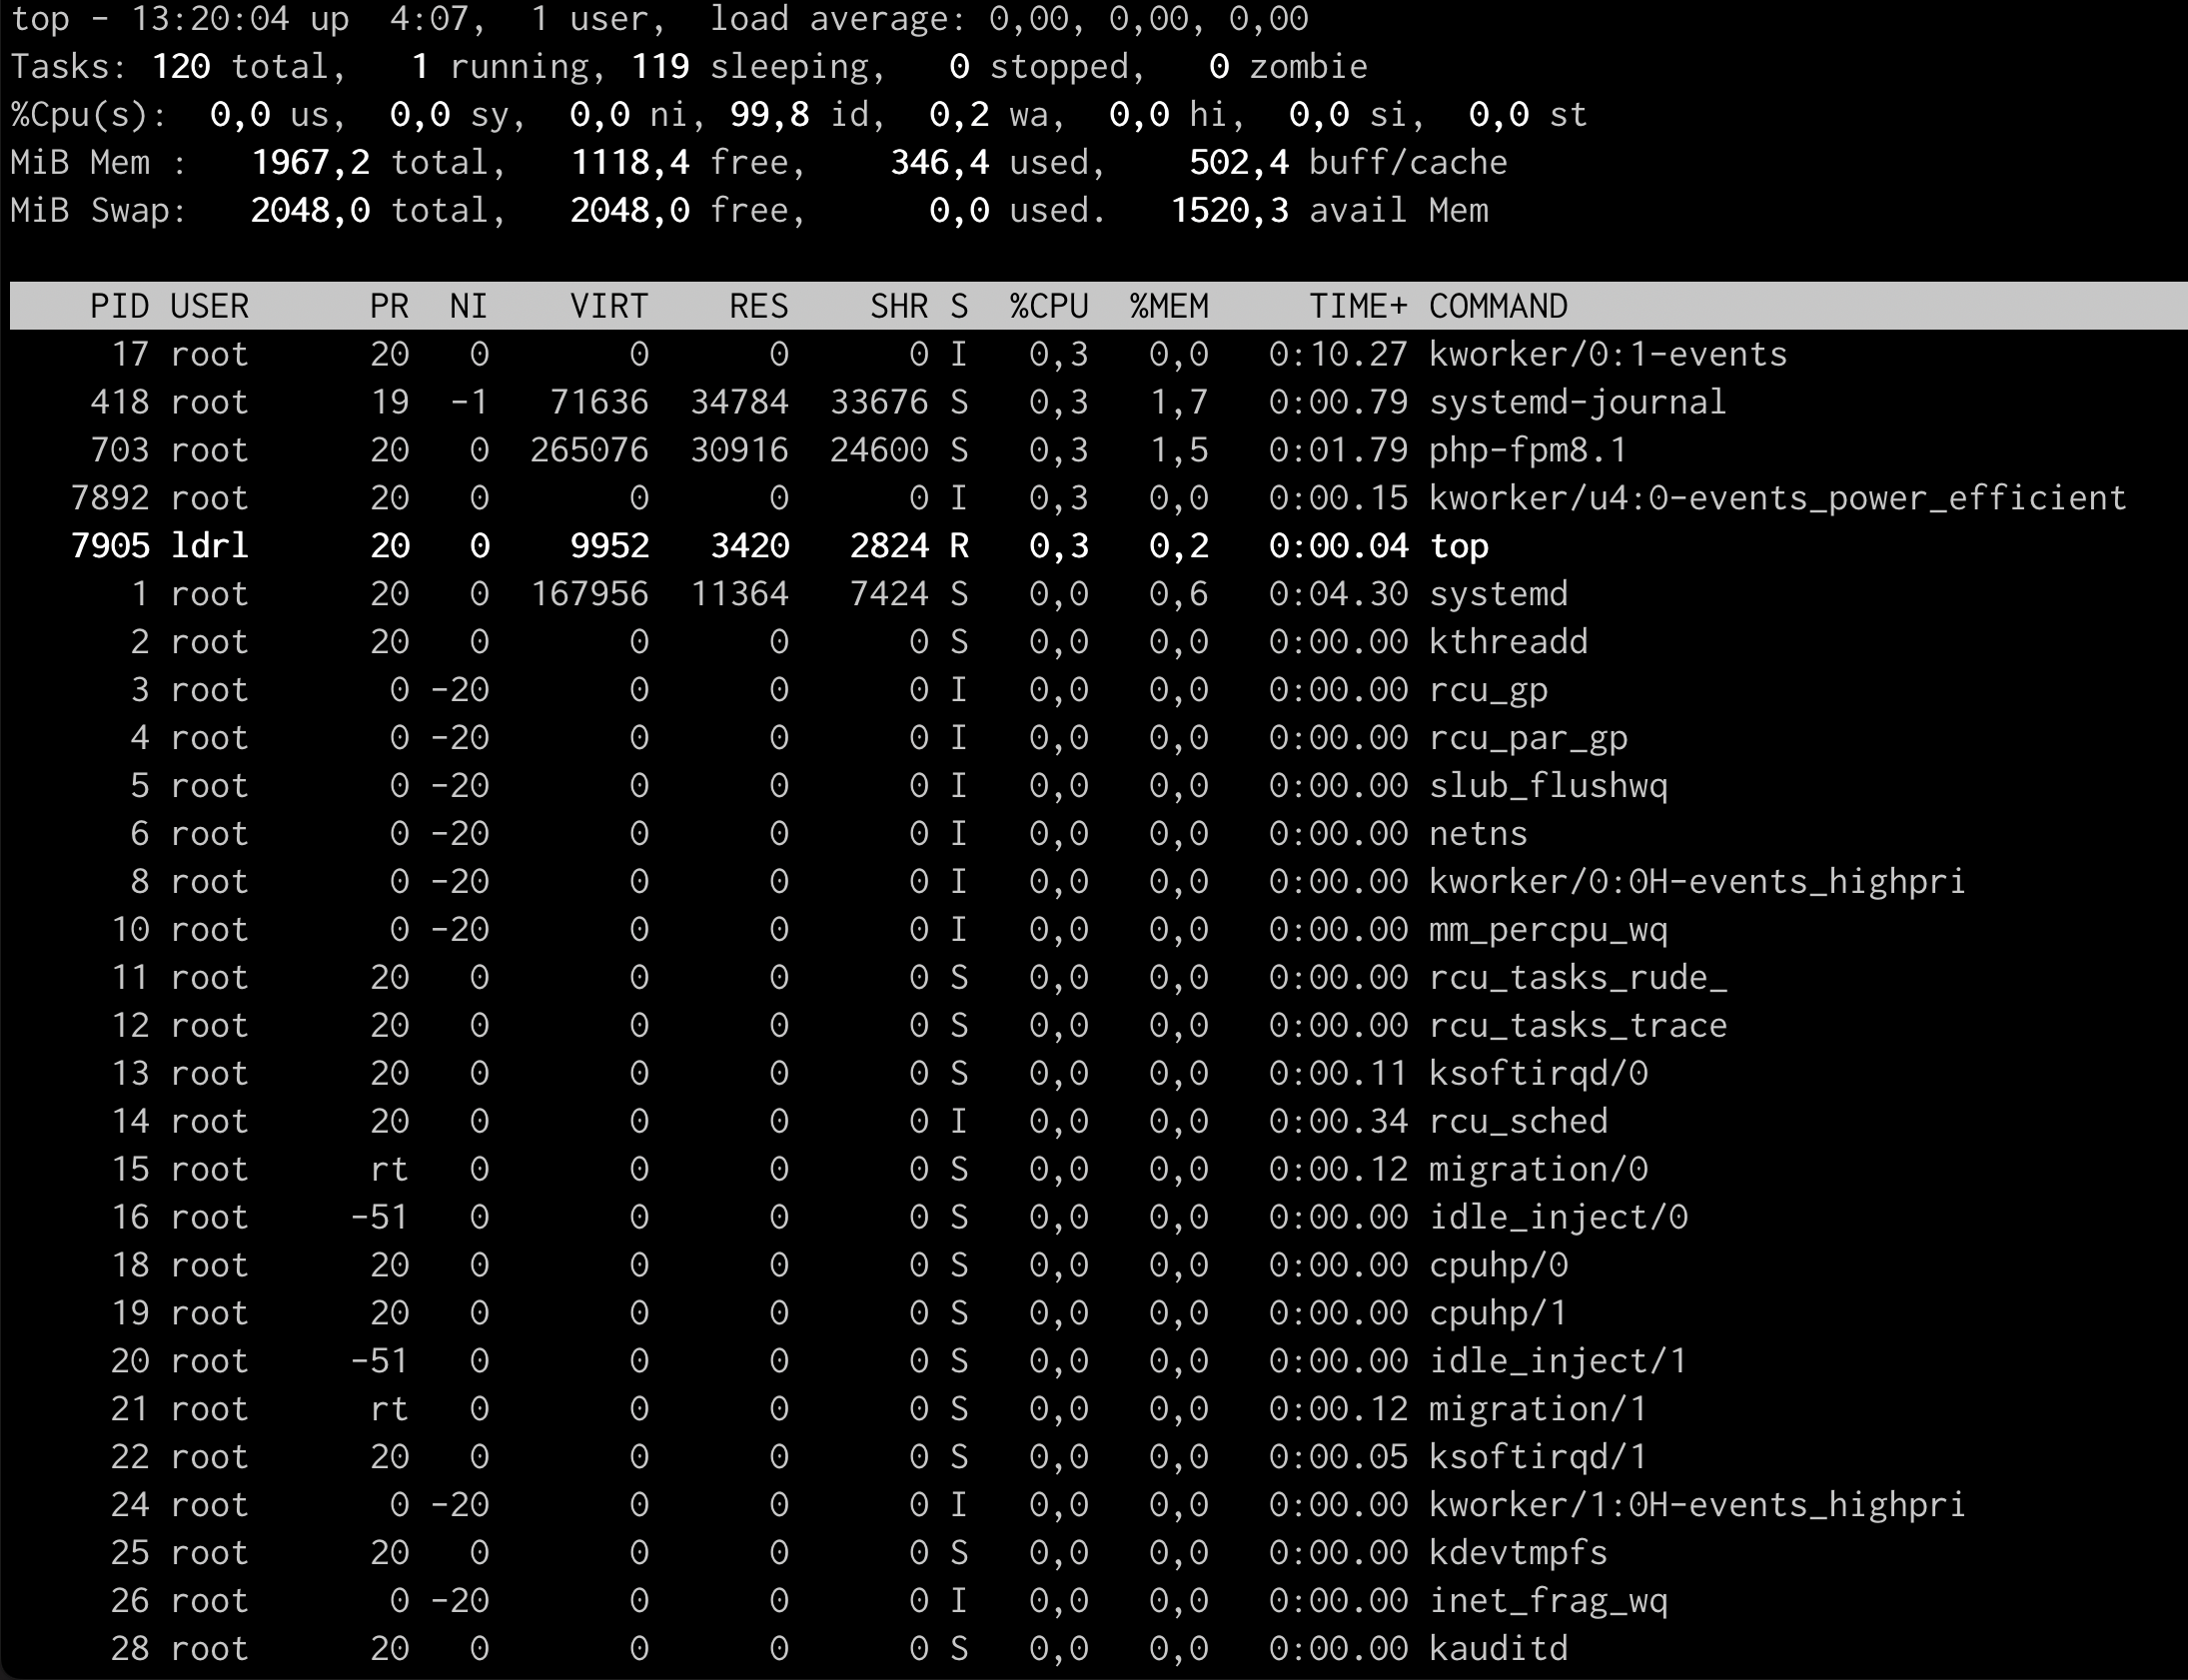 top - 13:20:04 up  4:07,  1 user,  load average: 0,00, 0,00, 0,00
Tasks: 120 total,   1 running, 119 sleeping,   0 stopped,   0 zombie
%Cpu(s):  0,0 us,  0,0 sy,  0,0 ni, 99,8 id,  0,2 wa,  0,0 hi,  0,0 si,  0,0 st
MiB Mem :   1967,2 total,   1118,4 free,    346,4 used,    502,4 buff/cache
MiB Swap:   2048,0 total,   2048,0 free,      0,0 used.   1520,3 avail Mem
    PID USER      PR  NI    VIRT    RES    SHR S  %CPU  %MEM     TIME+ COMMAND
     17 root      20   0       0      0      0 I   0,3   0,0   0:10.27 kworker/0:1-events
    418 root      19  -1   71636  34784  33676 S   0,3   1,7   0:00.79 systemd-journal
    703 root      20   0  265076  30916  24600 S   0,3   1,5   0:01.79 php-fpm8.1
   7892 root      20   0       0      0      0 I   0,3   0,0   0:00.15 kworker/u4:0-events_power_efficient
   7905 ldrl      20   0    9952   3420   2824 R   0,3   0,2   0:00.04 top
      1 root      20   0  167956  11364   7424 S   0,0   0,6   0:04.30 systemd
      2 root      20   0       0      0      0 S   0,0   0,0   0:00.00 kthreadd
      3 root       0 -20       0      0      0 I   0,0   0,0   0:00.00 rcu_gp
      4 root       0 -20       0      0      0 I   0,0   0,0   0:00.00 rcu_par_gp
      5 root       0 -20       0      0      0 I   0,0   0,0   0:00.00 slub_flushwq
      6 root       0 -20       0      0      0 I   0,0   0,0   0:00.00 netns
      8 root       0 -20       0      0      0 I   0,0   0,0   0:00.00 kworker/0:0H-events_highpri
     10 root       0 -20       0      0      0 I   0,0   0,0   0:00.00 mm_percpu_wq
     11 root      20   0       0      0      0 S   0,0   0,0   0:00.00 rcu_tasks_rude_
     12 root      20   0       0      0      0 S   0,0   0,0   0:00.00 rcu_tasks_trace
     13 root      20   0       0      0      0 S   0,0   0,0   0:00.11 ksoftirqd/0
     14 root      20   0       0      0      0 I   0,0   0,0   0:00.34 rcu_sched
     15 root      rt   0       0      0      0 S   0,0   0,0   0:00.12 migration/0
     16 root     -51   0       0      0      0 S   0,0   0,0   0:00.00 idle_inject/0
     18 root      20   0       0      0      0 S   0,0   0,0   0:00.00 cpuhp/0
     19 root      20   0       0      0      0 S   0,0   0,0   0:00.00 cpuhp/1
     20 root     -51   0       0      0      0 S   0,0   0,0   0:00.00 idle_inject/1
     21 root      rt   0       0      0      0 S   0,0   0,0   0:00.12 migration/1
     22 root      20   0       0      0      0 S   0,0   0,0   0:00.05 ksoftirqd/1
     24 root       0 -20       0      0      0 I   0,0   0,0   0:00.00 kworker/1:0H-events_highpri
     25 root      20   0       0      0      0 S   0,0   0,0   0:00.00 kdevtmpfs
     26 root       0 -20       0      0      0 I   0,0   0,0   0:00.00 inet_frag_wq
     28 root      20   0       0      0      0 S   0,0   0,0   0:00.00 kauditd